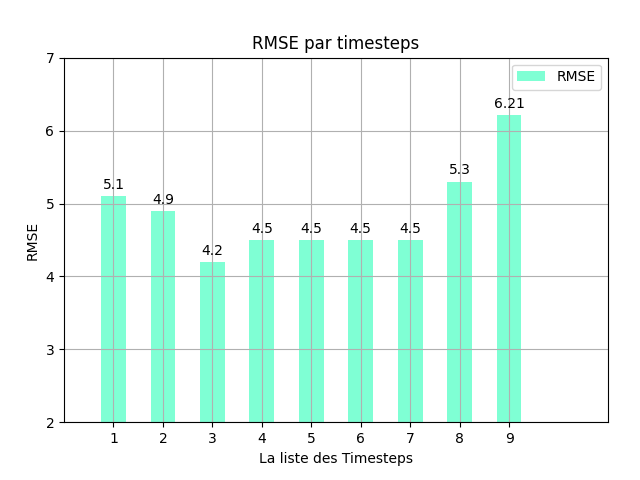 RMSE par timesteps
7
RMSE
6.21
6
5.3
5.1
4.9
5
4.5 4.5 4.5 4.5
4.2
4
3
2
RMSE
1 2 3 4 5 6 7 8 9
La liste des Timesteps